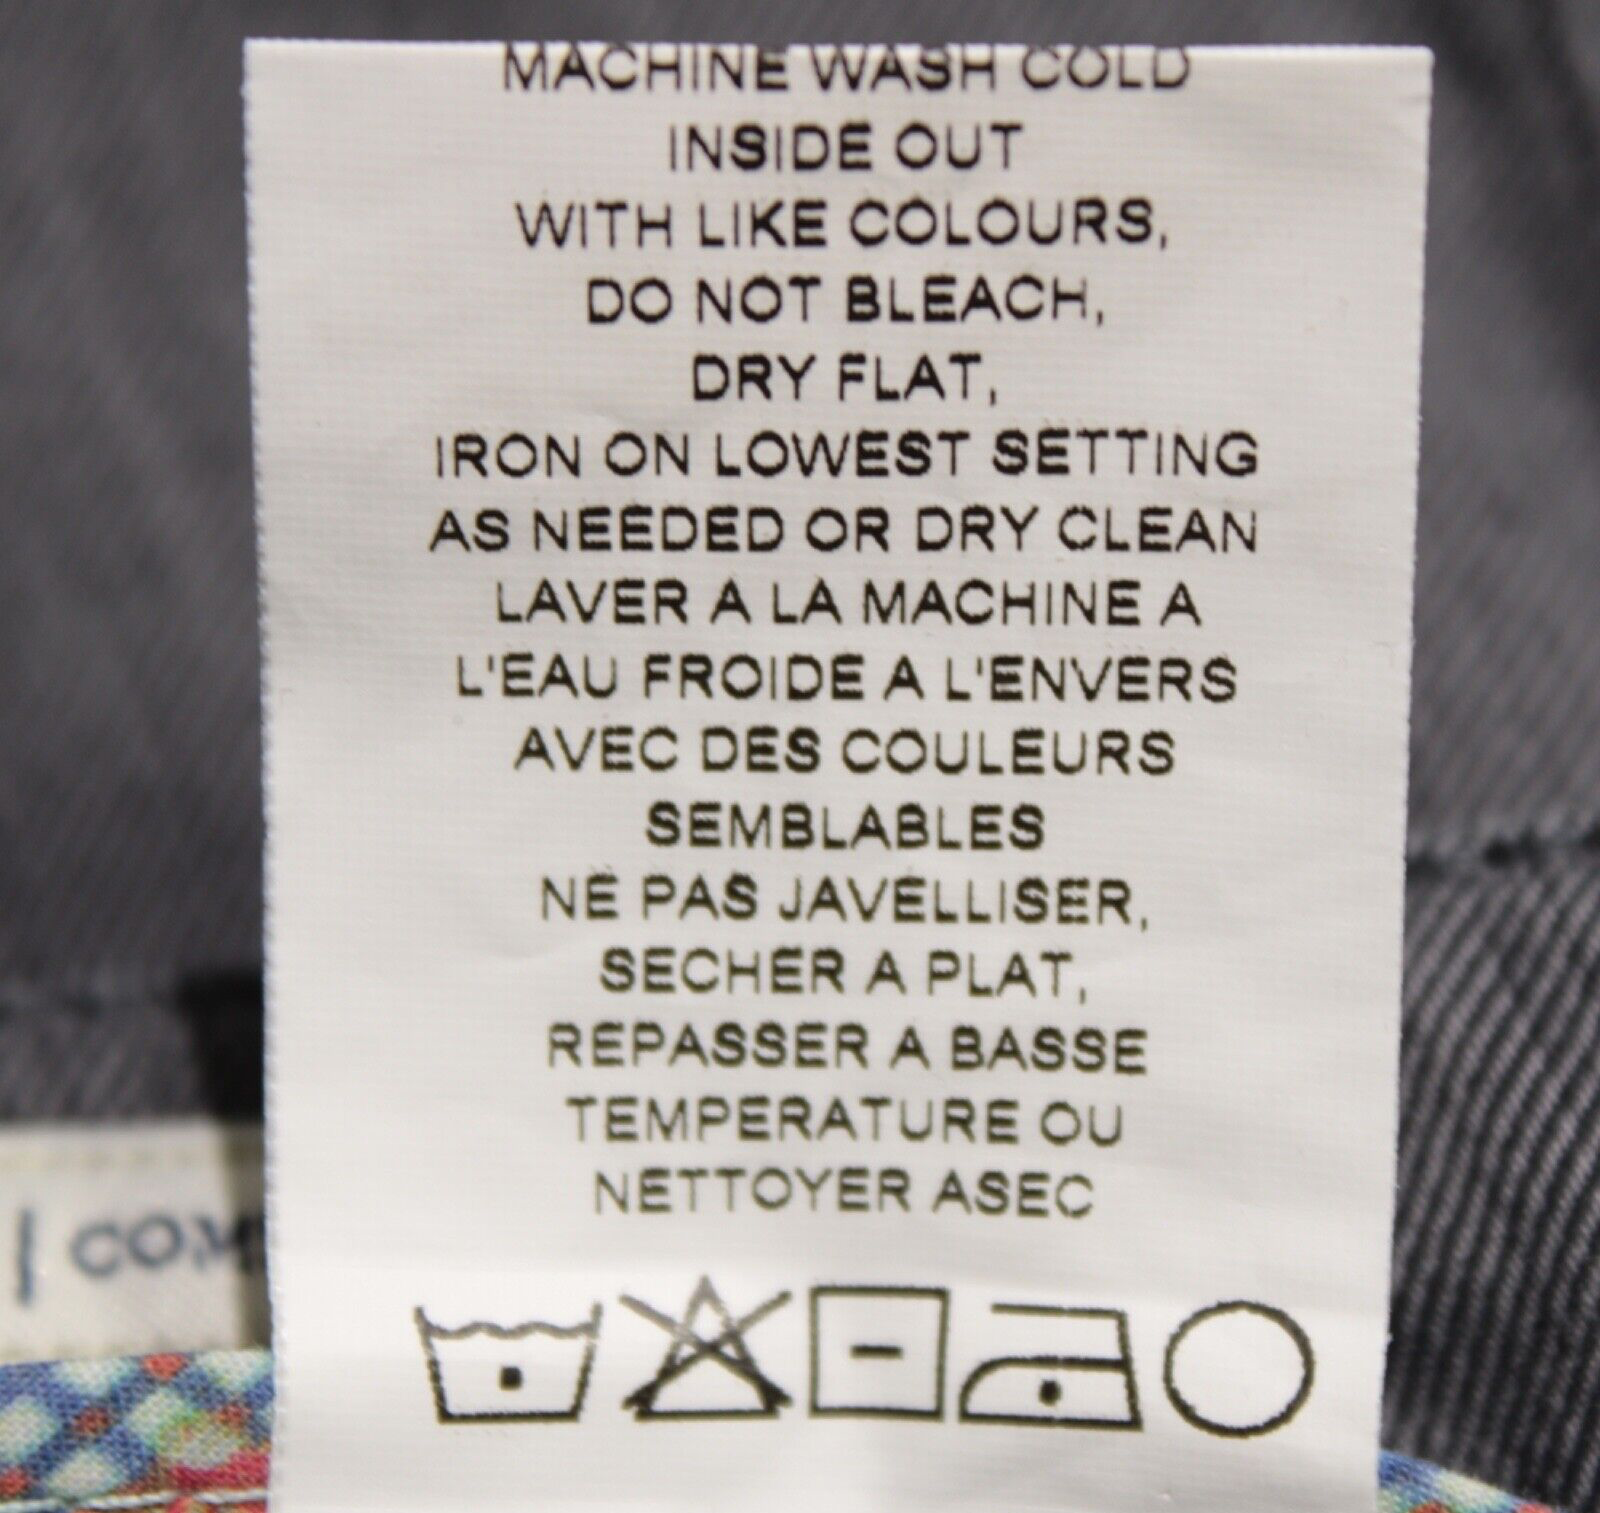 MACHINE WASH COLD
INSIDE OUT
WITH LIKE COLOURS,
DO NOT BLEACH,
DRY FLAT,
IRON ON LOWEST SETTING
AS NEEDED OR DRY CLEAN
LAVER A LA MACHINE A
L'EAU FROIDE A L'ENVERS
AVEC DES COULEURS
SEMBLABLES
NE PAS JAVELLISER,
SECHER A PLAT,
REPASSER A BASSE
TEMPERATURE OU
NETTOYER ASEC